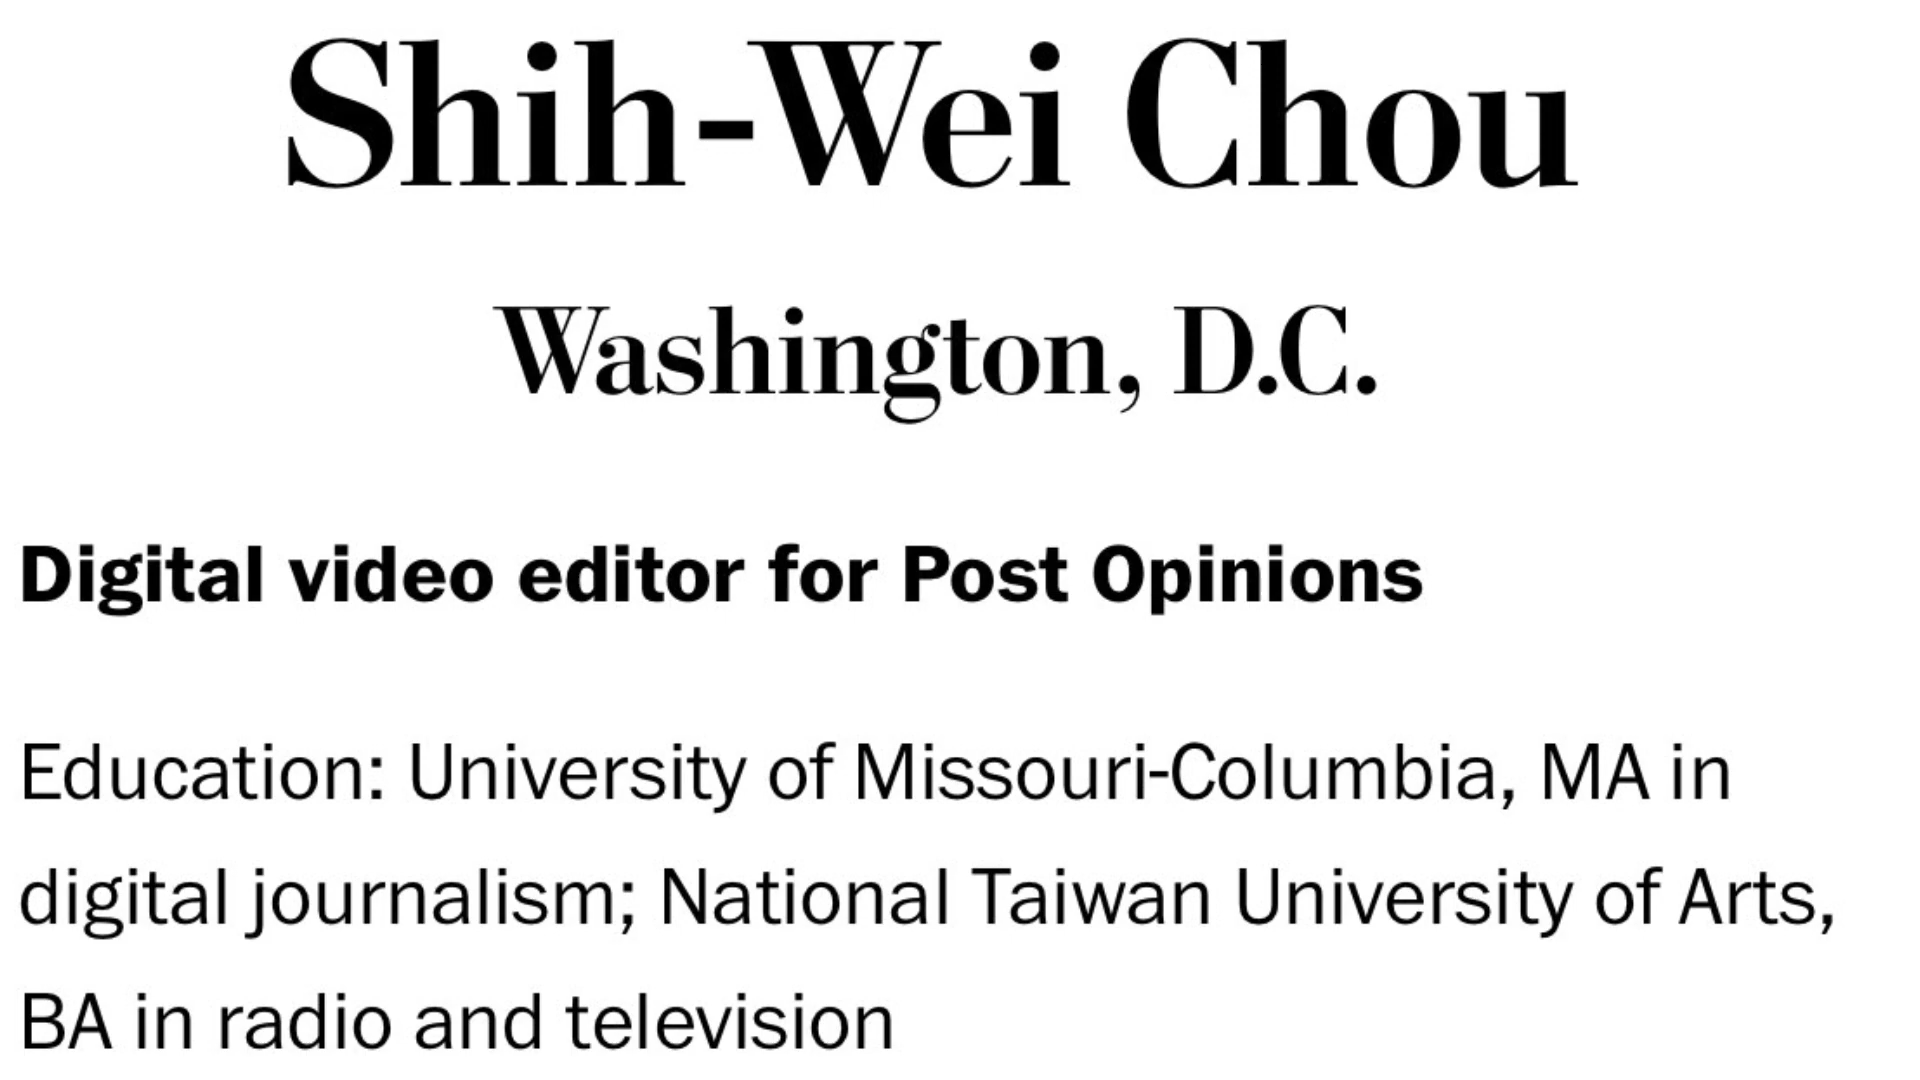 Shih-Wei Chou
Washington, D.C.
Digital video editor for Post Opinions
Education: University of Missouri-Columbia, MA in
digital journalism; National Taiwan University of Arts,
BA in radio and television